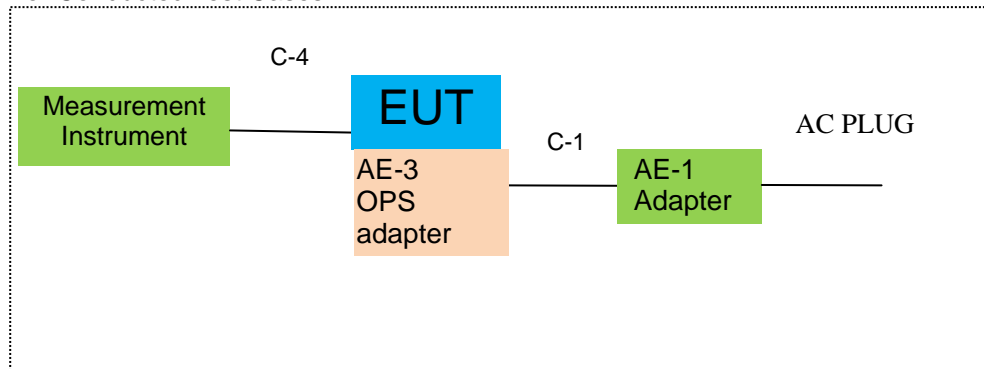 C-4
Measurement
Instrument
EUT
AE-3
OPS
adapter
C-1
AE-1
Adapter
AC PLUG